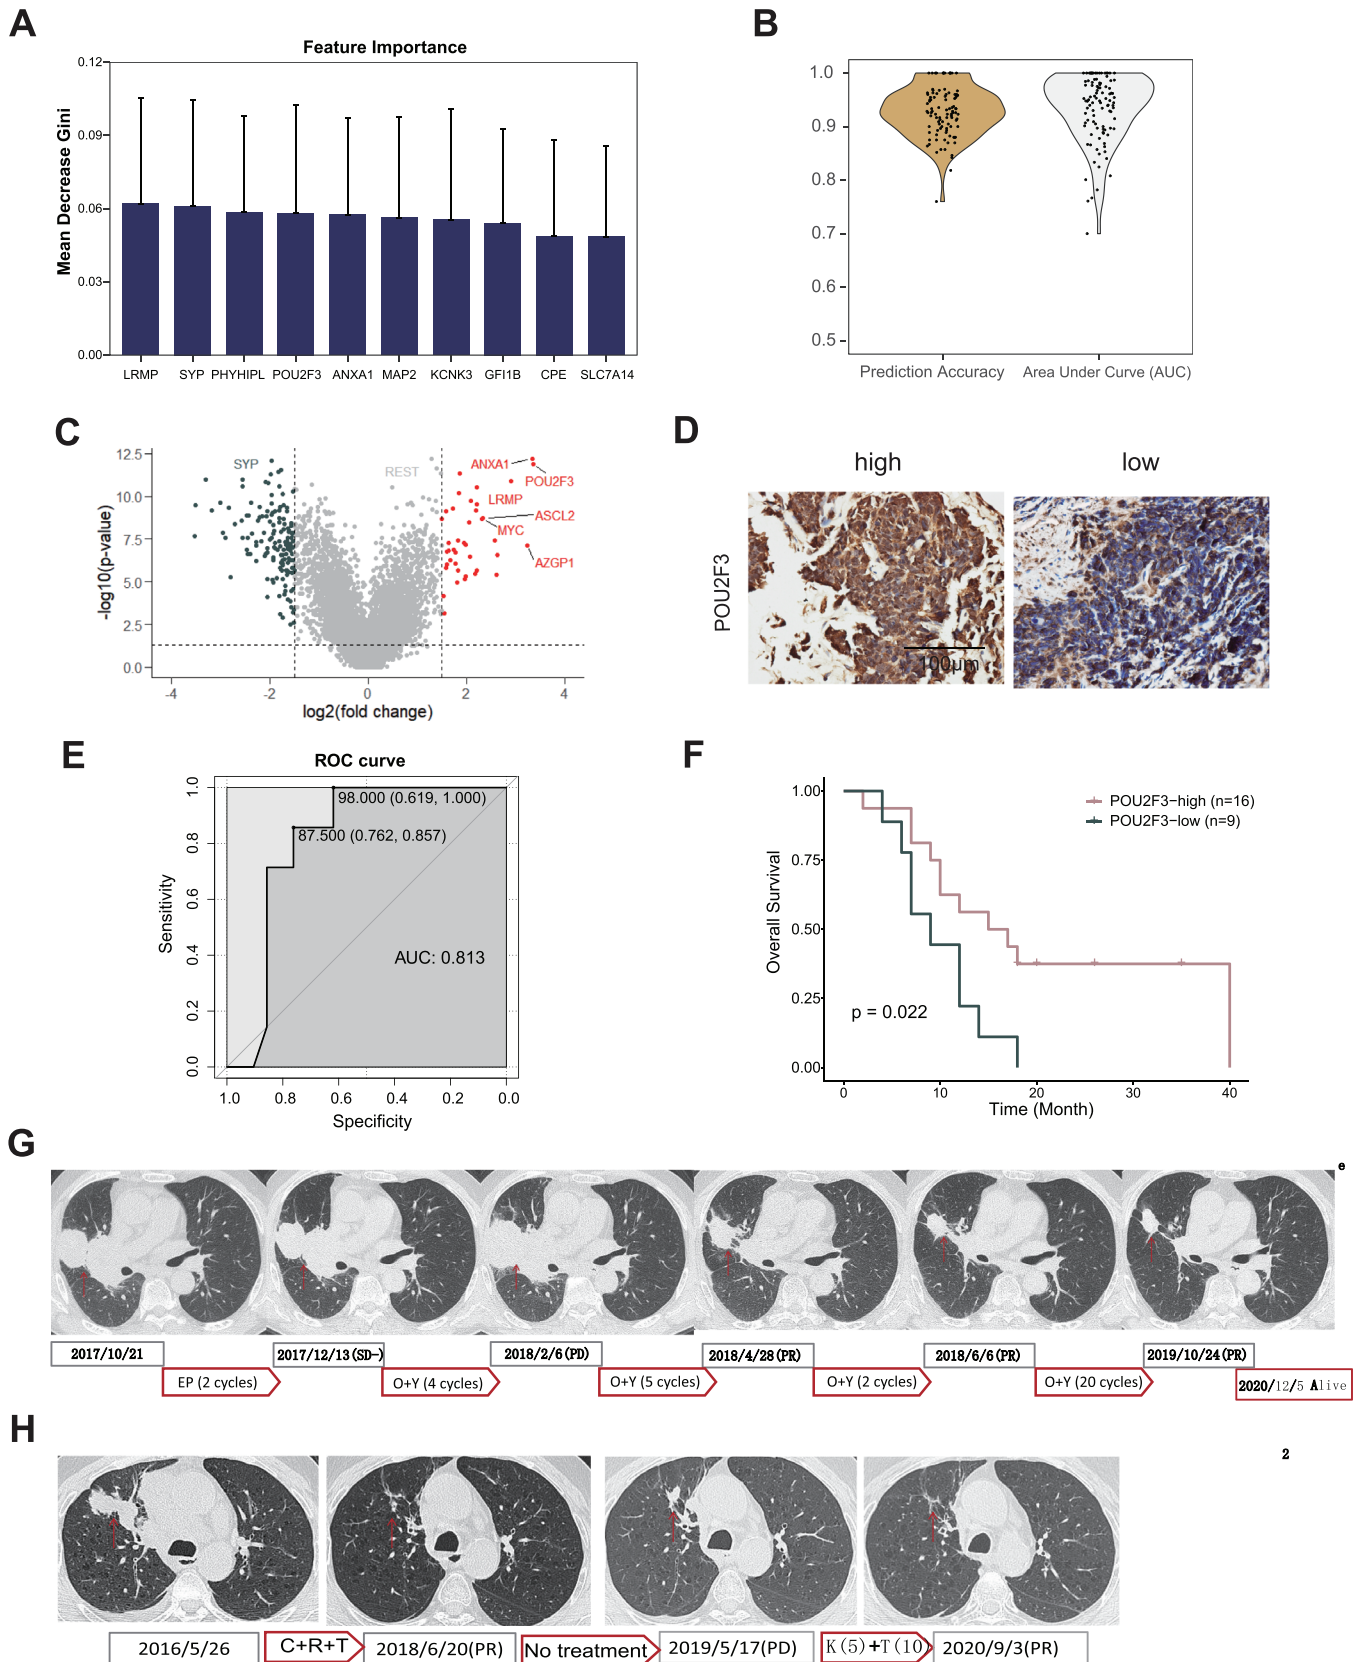 A
Feature Importance
Mean Decrease Gini
0.12
0.09
0.06
0.03
0.00
LRMP SYP PHYHIPL POU2F3 ANXA1 MAP2 KCNK3 GFI1B CPE SLC7A14
B
1.0
0.9
0.8
0.7
0.6
0.5
Prediction Accuracy Area Under Curve (AUC)
C
-log10(p-value)
12.5
10.0
7.5
5.0
2.5
0.0
SYP
REST
ANXA1
POU2F3
LRMP
ASCL2
MYC
AZGP1
-4 -2 0 2 4
log2(fold change)
D
high low
POU2F3
100μm
E
ROC curve
Sensitivity
1.0
0.8
0.6
0.4
0.2
0.0
98.000 (0.619, 1.000)
87.500 (0.762, 0.857)
AUC: 0.813
1.0 0.8 0.6 0.4 0.2 0.0
Specificity
F
Overall Survival
1.00
0.75
0.50
0.25
0.00
POU2F3-high (n=16)
POU2F3-low (n=9)
p = 0.022
0 10 20 30 40
Time (Month)
G
e
2017/10/21 2017/12/13(SD-) 2018/2/6(PD) 2018/4/28(PR) 2018/6/6(PR) 2019/10/24(PR)
EP (2 cycles) O+Y (4 cycles) O+Y (5 cycles) O+Y (2 cycles) O+Y (20 cycles) 2020/12/5 Alive
H
2
2016/5/26 C+R+T 2018/6/20(PR) No treatment 2019/5/17(PD) K(5)+T(10) 2020/9/3(PR)